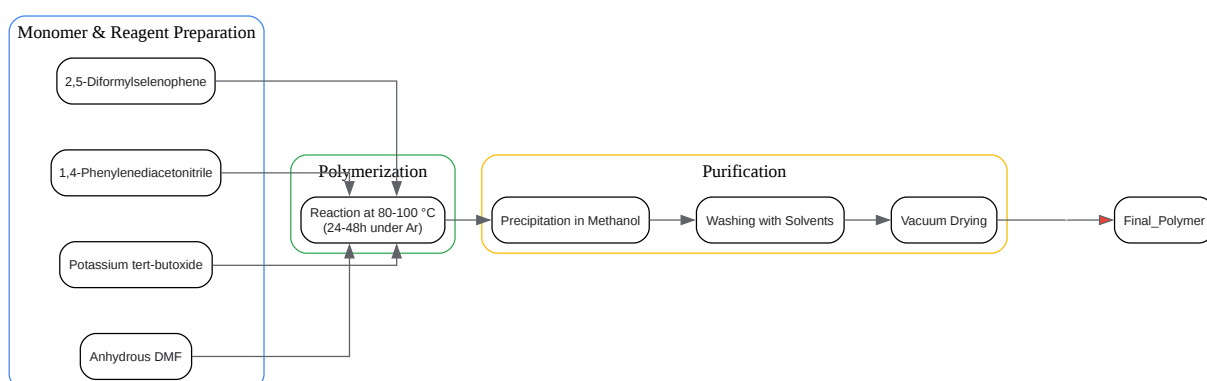 Monomer & Reagent Preparation
2,5-Diformylselenophene
1,4-Phenylenediacetonitrile
Potassium tert-butoxide
Anhydrous DMF
Polymerization
Reaction at 80-100 °C
(24-48h under Ar)
Purification
Precipitation in Methanol
Washing with Solvents
Vacuum Drying
Final_Polymer